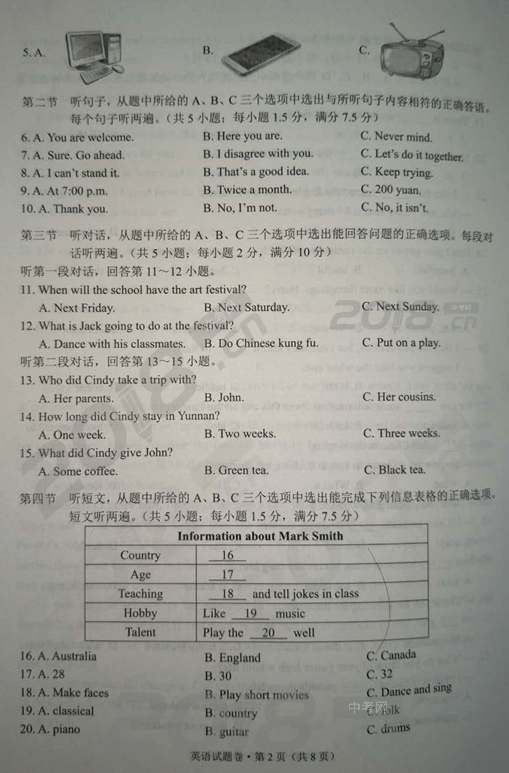 5. A. B. C.
第二节 听句子，从题中所给的 A、B、C 三个选项中选出与所听句子内容相符的正确答语。
每个句子听两遍。（共 5 小题；每小题 1.5 分，满分 7.5 分）
6. A. You are welcome. B. Here you are. C. Never mind.
7. A. Sure. Go ahead. B. I disagree with you. C. Let's do it together.
8. A. I can't stand it. B. That's a good idea. C. Keep trying.
9. A. At 7:00 p.m. B. Twice a month. C. 200 yuan.
10. A. Thank you. B. No, I'm not. C. No, it isn't.
第三节 听对话，从题中所给的 A、B、C 三个选项中选出能回答问题的正确选项。每段对
话听两遍。（共 5 小题；每小题 2 分，满分 10 分）
听第一段对话，回答第 11～12 小题。
11. When will the school have the art festival?
A. Next Friday. B. Next Saturday. C. Next Sunday.
12. What is Jack going to do at the festival?
A. Dance with his classmates. B. Do Chinese kung fu. C. Put on a play.
听第二段对话，回答第 13～15 小题。
13. Who did Cindy take a trip with?
A. Her parents. B. John. C. Her cousins.
14. How long did Cindy stay in Yunnan?
A. One week. B. Two weeks. C. Three weeks.
15. What did Cindy give John?
A. Some coffee. B. Green tea. C. Black tea.
第四节 听短文，从题中所给的 A、B、C 三个选项中选出能完成下列信息表格的正确选项。
短文听两遍。（共 5 小题；每小题 1.5 分，满分 7.5 分）
Information about Mark Smith
Country 16
Age 17
Teaching 18 and tell jokes in class
Hobby Like 19 music
Talent Play the 20 well
16. A. Australia B. England C. Canada
17. A. 28 B. 30 C. 32
18. A. Make faces B. Play short movies C. Dance and sing
19. A. classical B. country C. folk
20. A. piano B. guitar C. drums
英语试题卷·第 2 页（共 8 页）
2018.cn
中考网